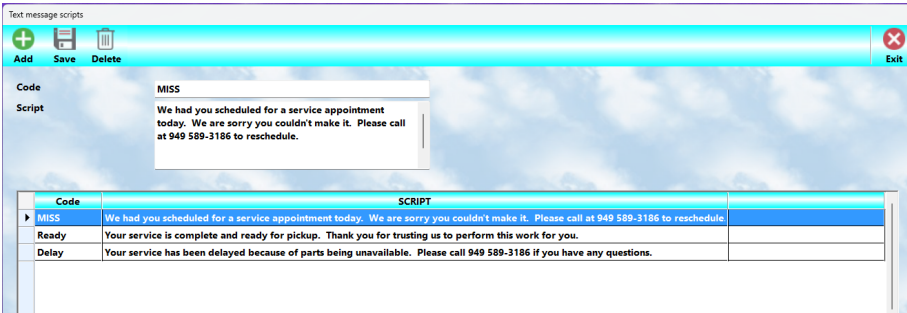 Text message scripts
Add Save Delete Exit
Code MISS
Script We had you scheduled for a service appointment
today.  We are sorry you couldn't make it.  Please call
at 949 589-3186 to reschedule.
Code SCRIPT
MISS We had you scheduled for a service appointment today.  We are sorry you couldn't make it.  Please call at 949 589-3186 to reschedule.
Ready Your service is complete and ready for pickup.  Thank you for trusting us to perform this work for you.
Delay Your service has been delayed because of parts being unavailable.  Please call 949 589-3186 if you have any questions.